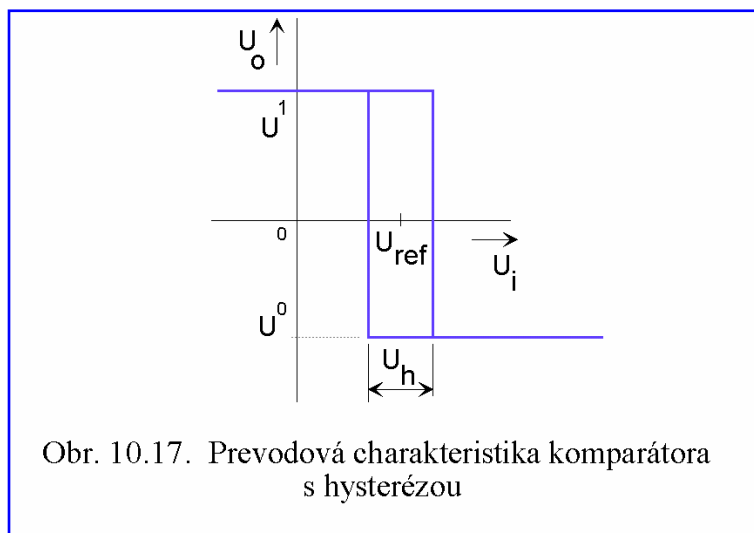 U_o
U^1
0
U_ref
U_i
U^0
U_h
Obr. 10.17. Prevodová charakteristika komparátora
s hysterézou